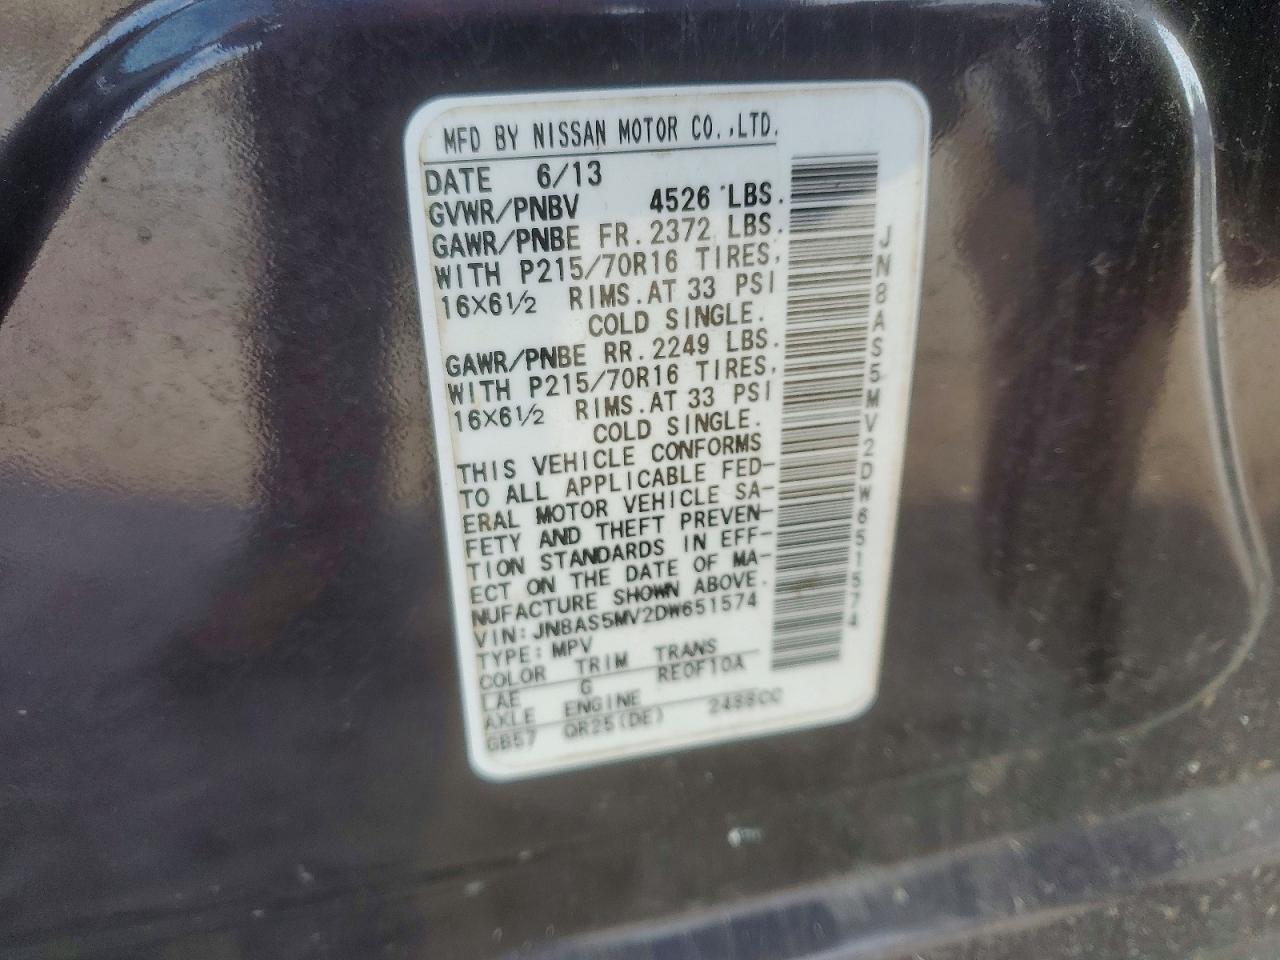 MFD BY NISSAN MOTOR CO.,LTD.
DATE 6/13
GVWR/PNBV 4526 LBS.
GAWR/PNBE FR. 2372 LBS.
WITH P215/70R16 TIRES,
16X6½ RIMS.AT 33 PSI
COLD SINGLE.
GAWR/PNBE RR. 2249 LBS.
WITH P215/70R16 TIRES,
16X6½ RIMS.AT 33 PSI
COLD SINGLE.
THIS VEHICLE CONFORMS
TO ALL APPLICABLE FED-
ERAL MOTOR VEHICLE SA-
FETY AND THEFT PREVEN-
TION STANDARDS IN EFF-
ECT ON THE DATE OF MA-
NUFACTURE SHOWN ABOVE.
VIN: JN8AS5MV2DW651574
TYPE: MPV
COLOR TRIM TRANS
LAE G RE0F10A
AXLE ENGINE
GB57 QR25(DE) 2488CC
JN8AS5MV2DW651574